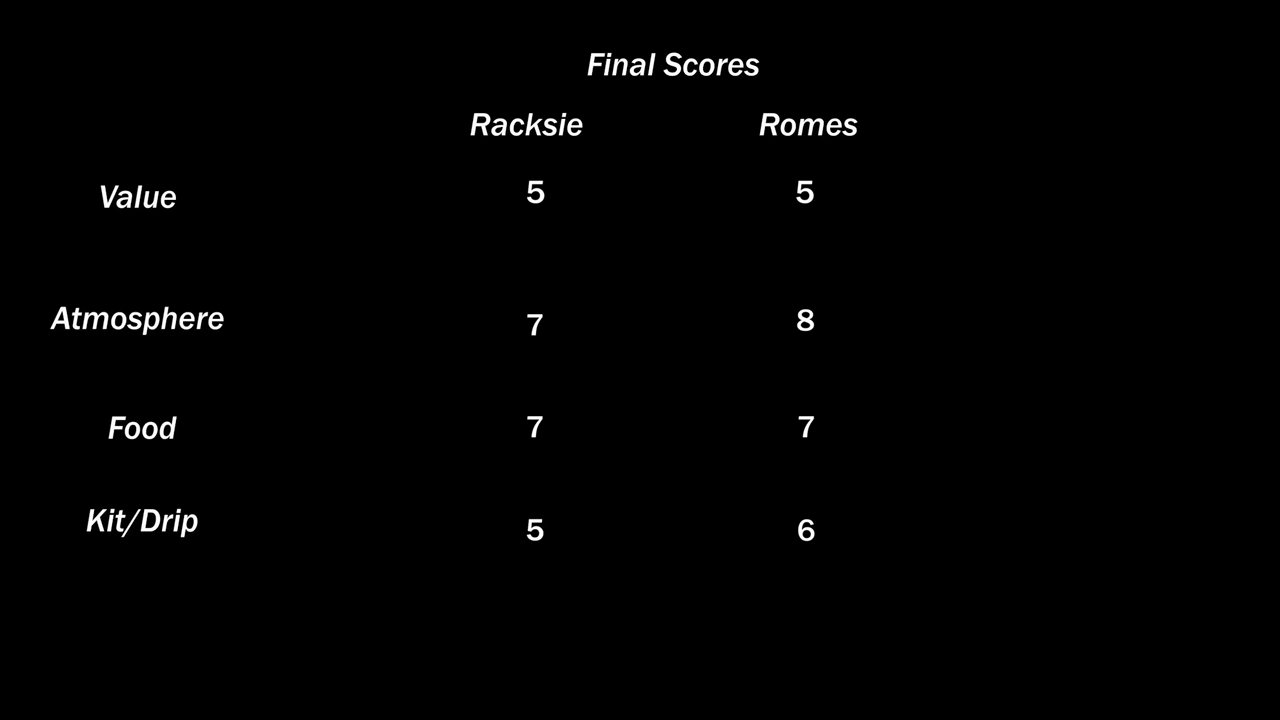 Final Scores
Racksie Romes
Value 5 5
Atmosphere 7 8
Food 7 7
Kit/Drip 5 6